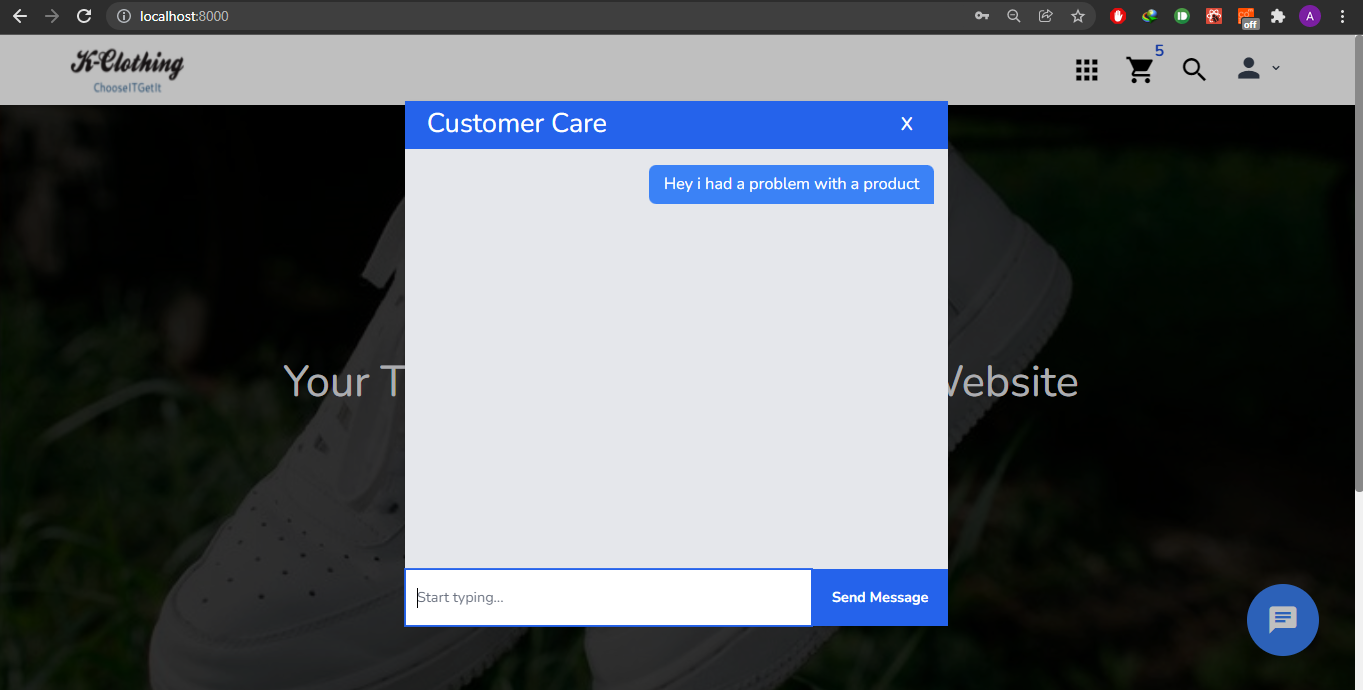 localhost:8000
A
off
K-Clothing
ChooseITGetIt
5
Customer Care
X
Hey i had a problem with a product
Your T
Website
Start typing...
Send Message